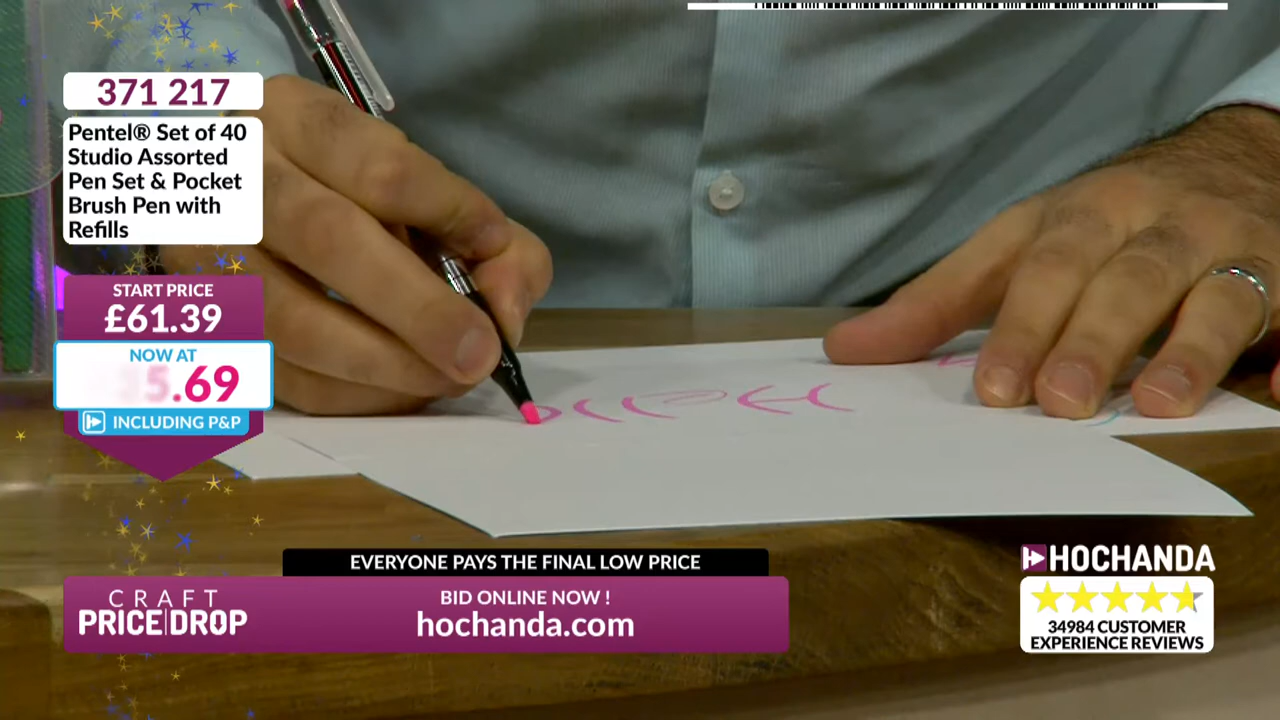 371 217
Pentel® Set of 40
Studio Assorted
Pen Set & Pocket
Brush Pen with
Refills
START PRICE
£61.39
NOW AT
.69
INCLUDING P&P
Hello
EVERYONE PAYS THE FINAL LOW PRICE
CRAFT
PRICE DROP
BID ONLINE NOW !
hochanda.com
HOCHANDA
34984 CUSTOMER
EXPERIENCE REVIEWS